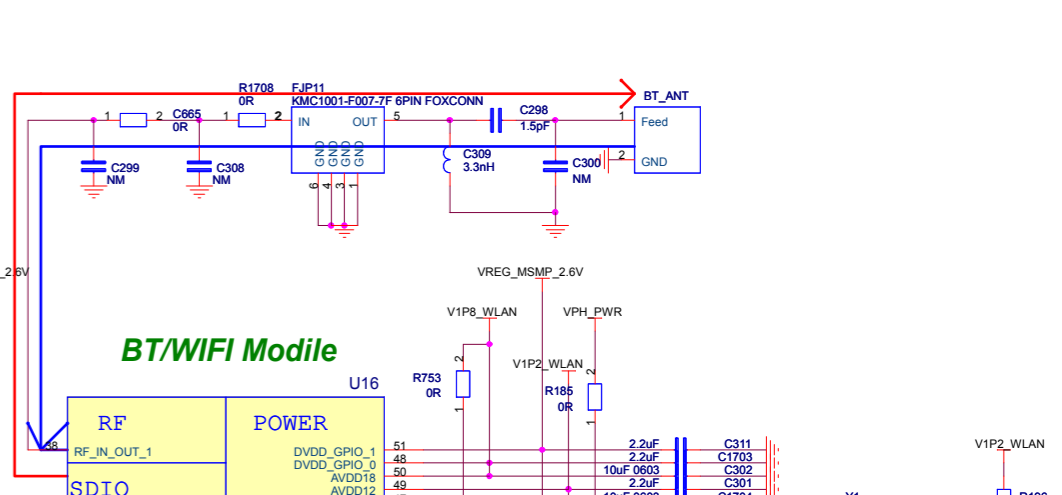 R1708 FJP11
0R KMC1001-F007-7F 6PIN FOXCONN
BT_ANT
1 2 C665 1 2 IN OUT 5 C298 1 Feed
0R 1.5pF
C299 C308 GND GND GND GND C309 C300 2 GND
NM NM 3.3nH NM
6 4 3 1
_2.6V VREG_MSMP_2.6V
V1P8_WLAN VPH_PWR
BT/WIFI Modile
V1P2_WLAN
U16 R753 2 R185 2
0R 1 0R 1
RF POWER
38 RF_IN_OUT_1 DVDD_GPIO_1 51 2.2uF C311 V1P2_WLAN
DVDD_GPIO_0 48 2.2uF C1703
AVDD18 50 10uF 0603 C302
SDIO AVDD12 49 2.2uF C301